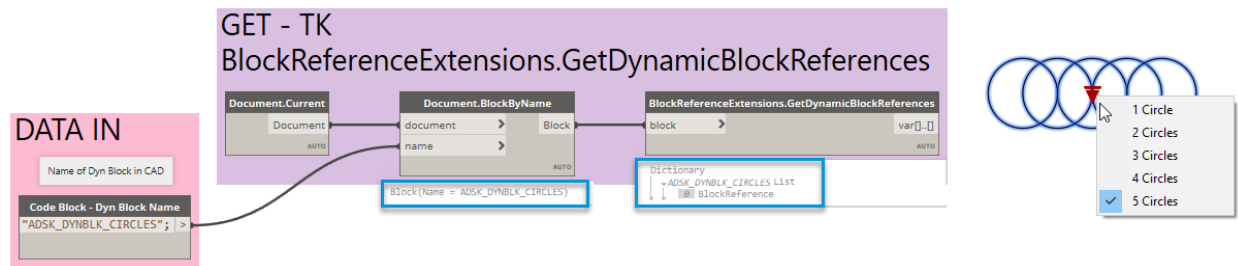 GET - TK
BlockReferenceExtensions.GetDynamicBlockReferences
Document.Current
Document
AUTO
Document.BlockByName
document > Block
name >
AUTO
Block(Name = ADSK_DYNBLK_CIRCLES)
BlockReferenceExtensions.GetDynamicBlockReferences
block > var[]..[]
AUTO
Dictionary
ADSK_DYNBLK_CIRCLES List
0 BlockReference
DATA IN
Name of Dyn Block in CAD
Code Block - Dyn Block Name
"ADSK_DYNBLK_CIRCLES"; >
1 Circle
2 Circles
3 Circles
4 Circles
5 Circles